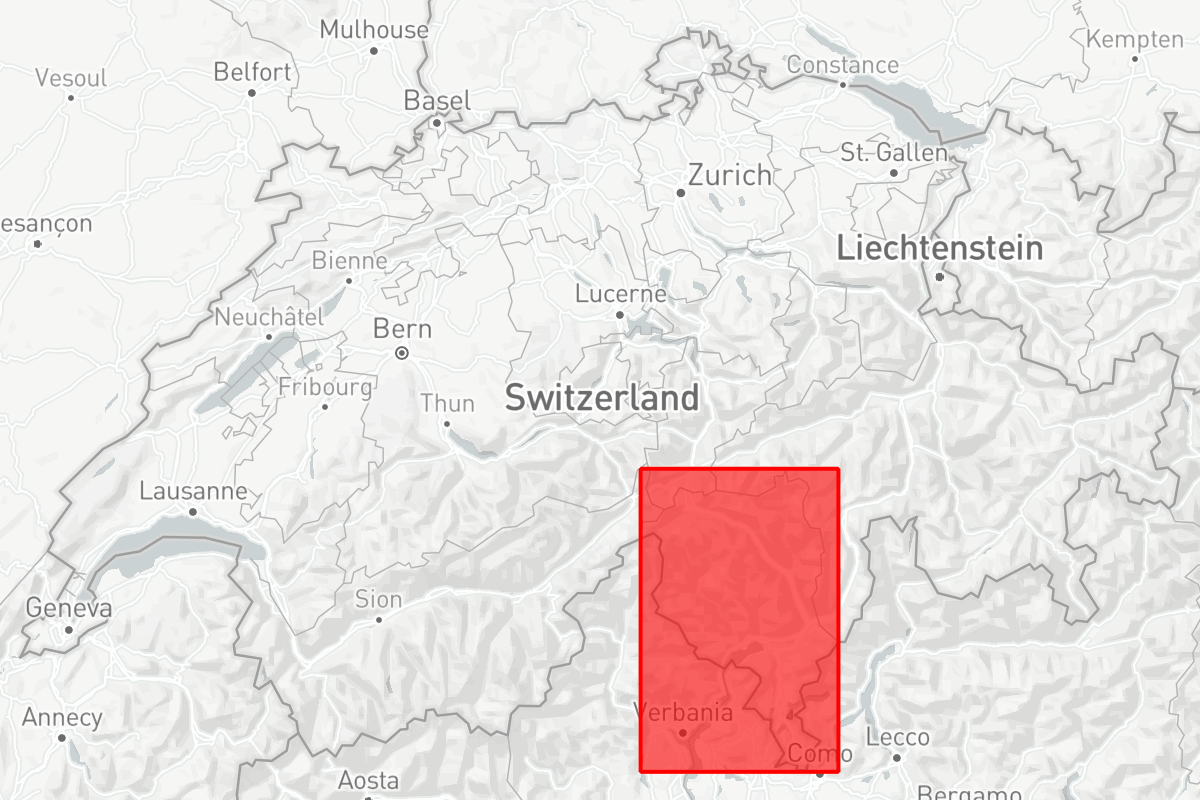 Mulhouse
Kempten
Constance
Belfort
Vesoul
Basel
St. Gallen
Zurich
esançon
Liechtenstein
Bienne
Lucerne
Neuchâtel
Bern
Fribourg
Switzerland
Thun
Lausanne
Sion
Geneva
Verbania
Annecy
Lecco
Como
Aosta
Bergamo